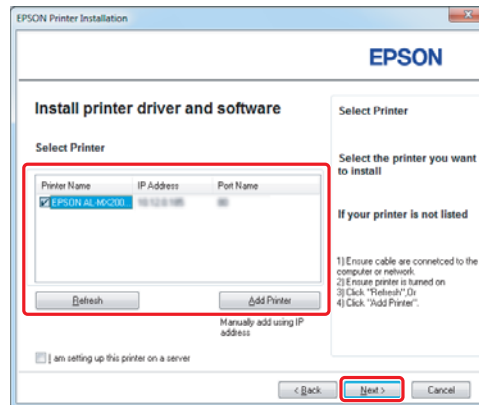 EPSON Printer Installation
EPSON
Install printer driver and software
Select Printer
Printer Name IP Address Port Name
EPSON AL-MX200...
Refresh
Add Printer
Manually add using IP
address
I am setting up this printer on a server
Select Printer
Select the printer you want
to install
If your printer is not listed
1) Ensure cable are connetced to the
computer or network.
2) Ensure printer is turned on
3) Click "Refresh",Or
4) Click "Add Printer".
< Back
Next >
Cancel